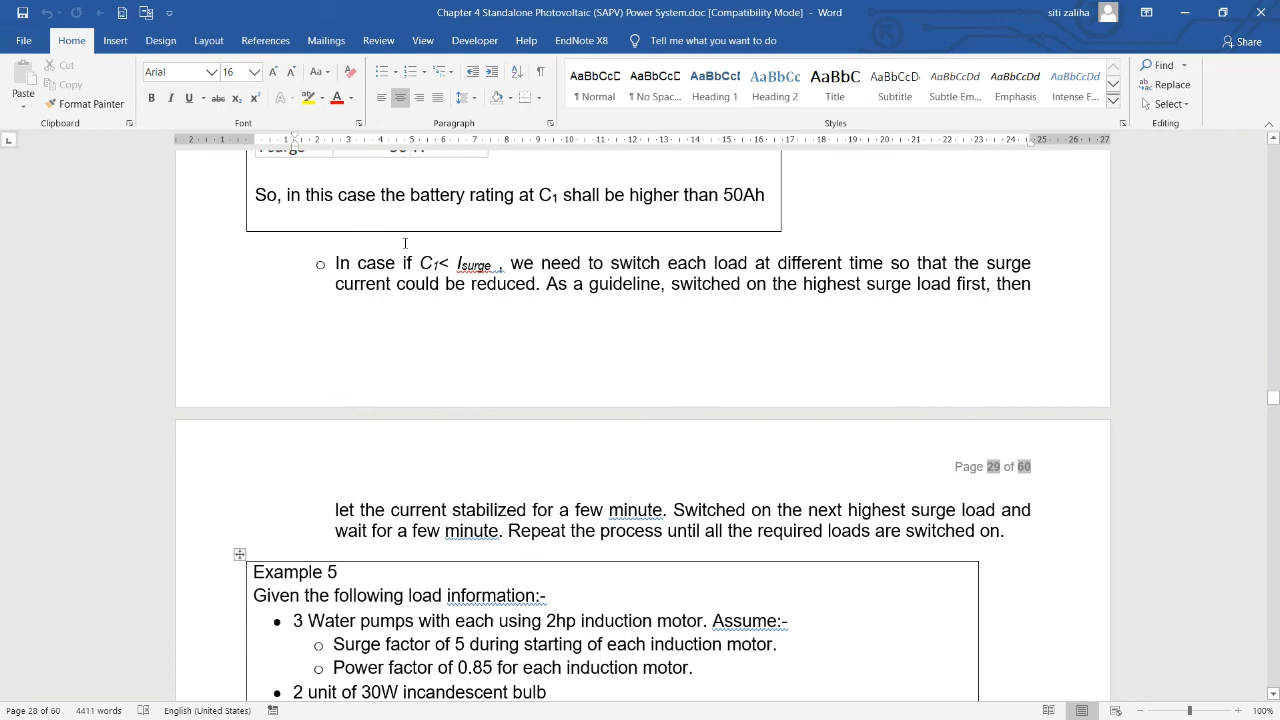 Chapter 4 Standalone Photovoltaic (SAPV) Power System.doc [Compatibility Mode] - Word
siti zaliha
File Home Insert Design Layout References Mailings Review View Developer Help EndNote X8 Tell me what you want to do
Share
Paste
Cut
Copy
Format Painter
Clipboard
Arial 16
Font
Paragraph
AaBbCcD AaBbCcD AaBbCcI AaBbCc AaBbC AaBbCcD AaBbCcDd AaBbCcDd AaBbCcDd
¶ Normal ¶ No Spac... Heading 1 Heading 2 Title Subtitle Subtle Em... Emphasis Intense E...
Styles
Find
Replace
Select
Editing
So, in this case the battery rating at C1 shall be higher than 50Ah
o In case if C1< Isurge , we need to switch each load at different time so that the surge
current could be reduced. As a guideline, switched on the highest surge load first, then
Page 29 of 60
let the current stabilized for a few minute. Switched on the next highest surge load and
wait for a few minute. Repeat the process until all the required loads are switched on.
Example 5
Given the following load information:-
• 3 Water pumps with each using 2hp induction motor. Assume:-
o Surge factor of 5 during starting of each induction motor.
o Power factor of 0.85 for each induction motor.
• 2 unit of 30W incandescent bulb
Page 28 of 60 4411 words English (United States) 100%